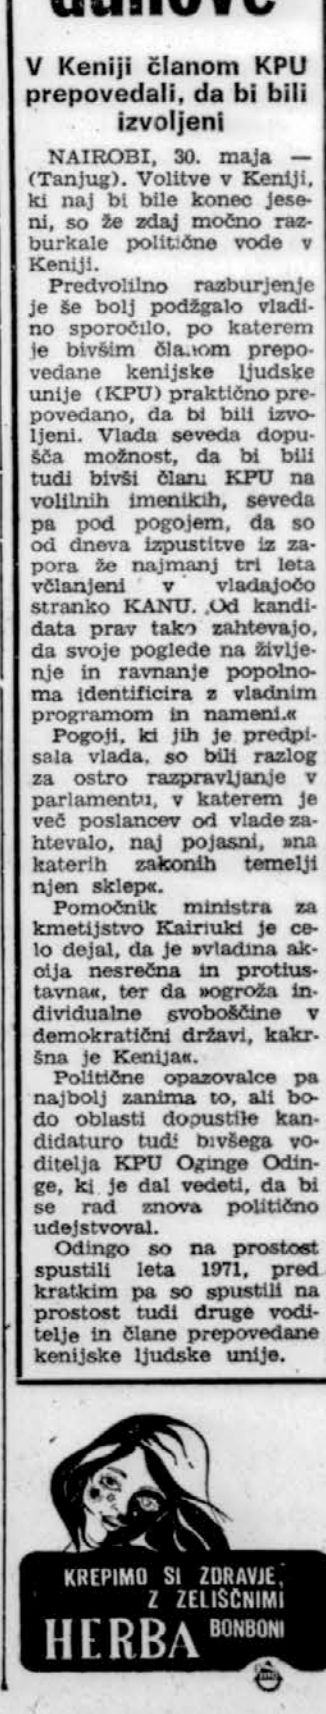 duhove
V Keniji članom KPU
prepovedali, da bi bili
izvoljeni
NAIROBI, 30. maja —
(Tanjug). Volitve v Keniji,
ki naj bi bile konec jese-
ni, so že zdaj močno raz-
burkale politične vode v
Keniji.
Predvolilno razburjenje
je še bolj podžgalo vladi-
no sporočilo, po katerem
je bivšim članom prepo-
vedane kenijske ljudske
unije (KPU) praktično pre-
povedano, da bi bili izvo-
ljeni. Vlada seveda dopu-
šča možnost, da bi bili
tudi bivši člani KPU na
volilnih imenikih, seveda
pa pod pogojem, da so
od dneva izpustitve iz za-
pora že najmanj tri leta
včlanjeni v vladajočo
stranko KANU. »Od kandi-
data prav tako zahtevajo,
da svoje poglede na življe-
nje in ravnanje popolno-
ma identificira z vladnim
programom in nameni.«
Pogoji, ki jih je predpi-
sala vlada, so bili razlog
za ostro razpravljanje v
parlamentu, v katerem je
več poslancev od vlade za-
htevalo, naj pojasni, »na
katerih zakonih temelji
njen sklep«.
Pomočnik ministra za
kmetijstvo Kairiuki je ce-
lo dejal, da je »vladina ak-
cija nesrečna in protius-
tavna«, ter da »ogroža in-
dividualne svoboščine v
demokratični državi, kakr-
šna je Kenija«.
Politične opazovalce pa
najbolj zanima to, ali bo-
do oblasti dopustile kan-
didaturo tudi bivšega vo-
ditelja KPU Oginge Odin-
ge, ki je dal vedeti, da bi
se rad znova politično
udejstvoval.
Odingo so na prostost
spustili leta 1971, pred
kratkim pa so spustili na
prostost tudi druge vodi-
telje in člane prepovedane
kenijske ljudske unije.
KREPIMO SI ZDRAVJE,
Z ZELIŠČNIMI
HERBA BONBONI